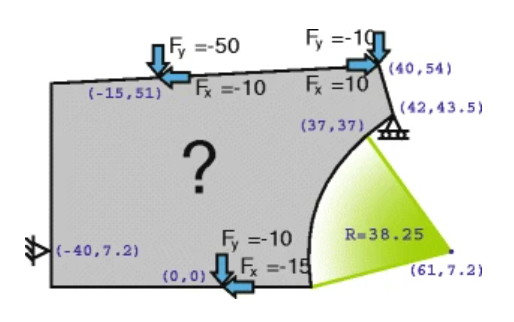 Fy =-10
Fy =-50
(40,54)
Fx =-10
Fx =10
(-15,51)
(42,43.5)
(37,37)
?
Fy =-10
R=38.25
(-40,7.2)
(0,0)
Fx =-15
(61,7.2)